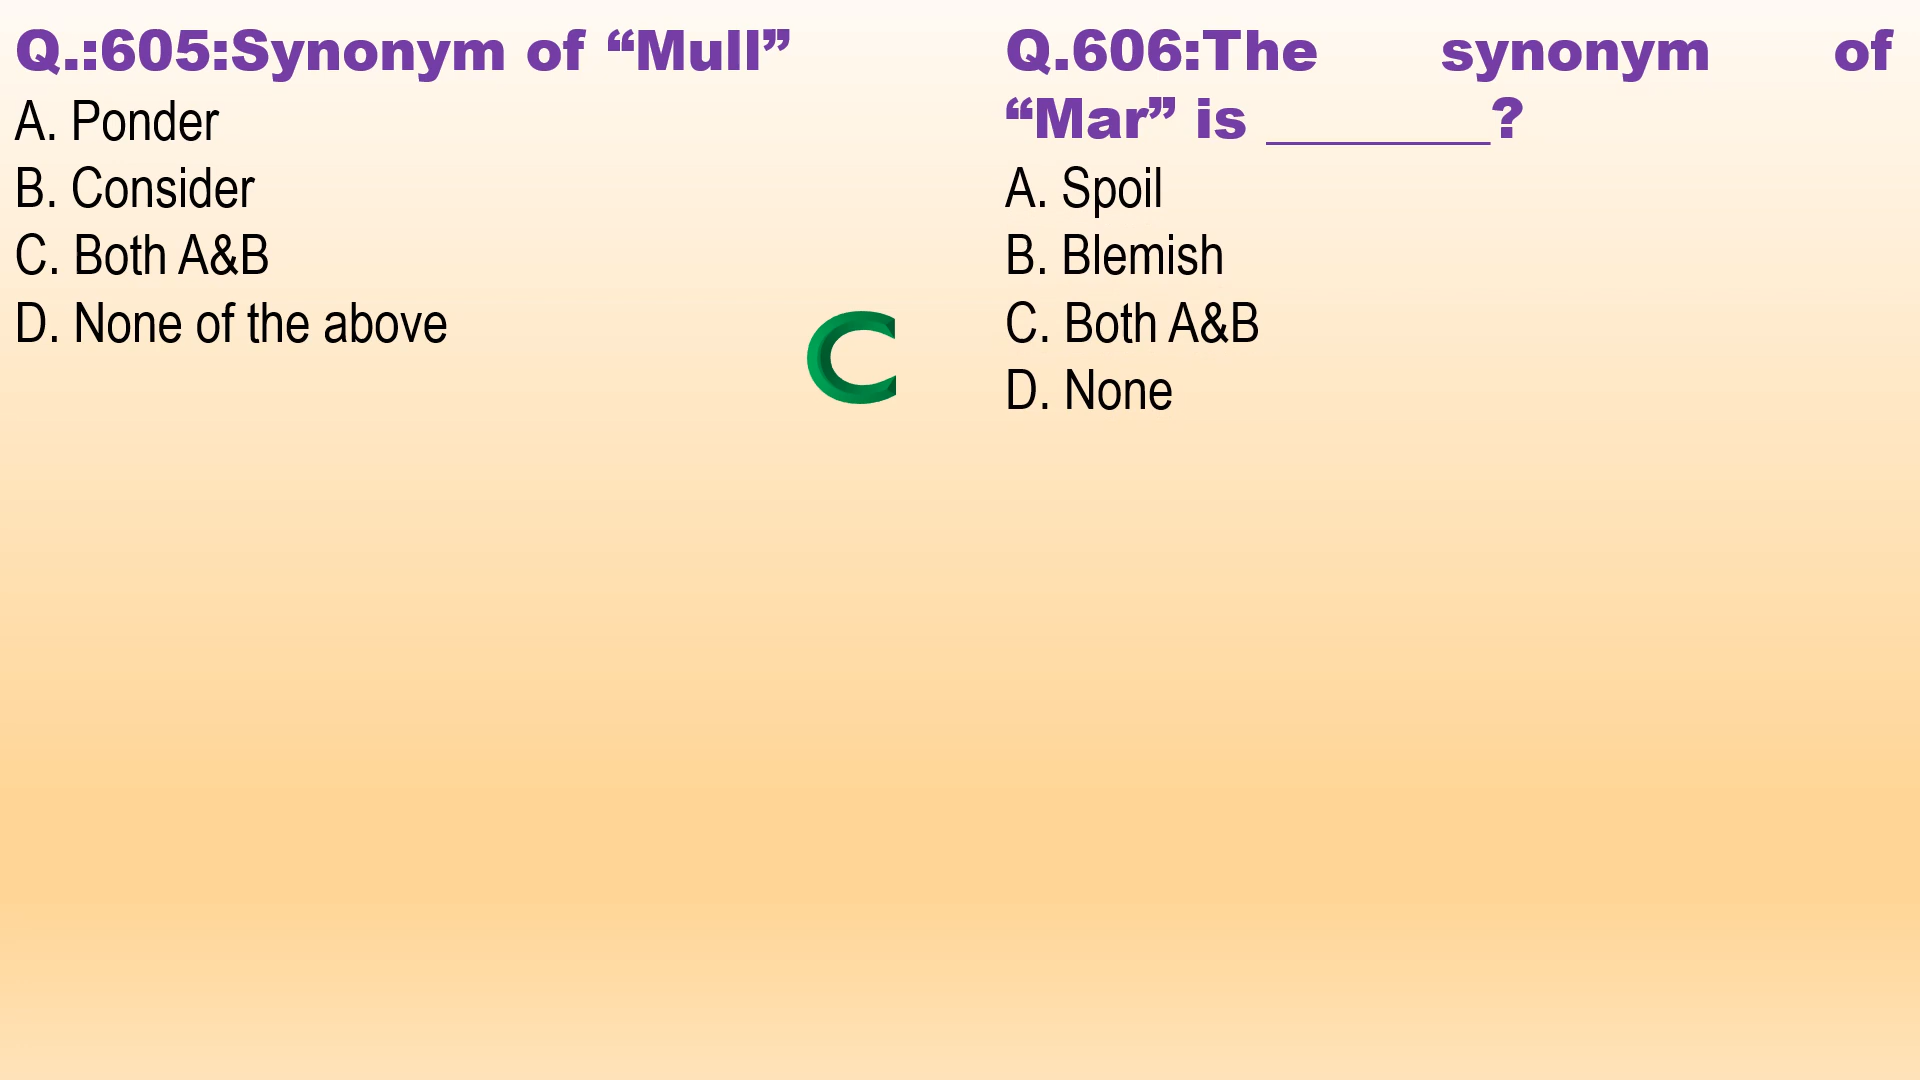 Q.:605:Synonym of “Mull”
A. Ponder
B. Consider
C. Both A&B
D. None of the above
C
Q.606:The synonym of
“Mar” is ________?
A. Spoil
B. Blemish
C. Both A&B
D. None